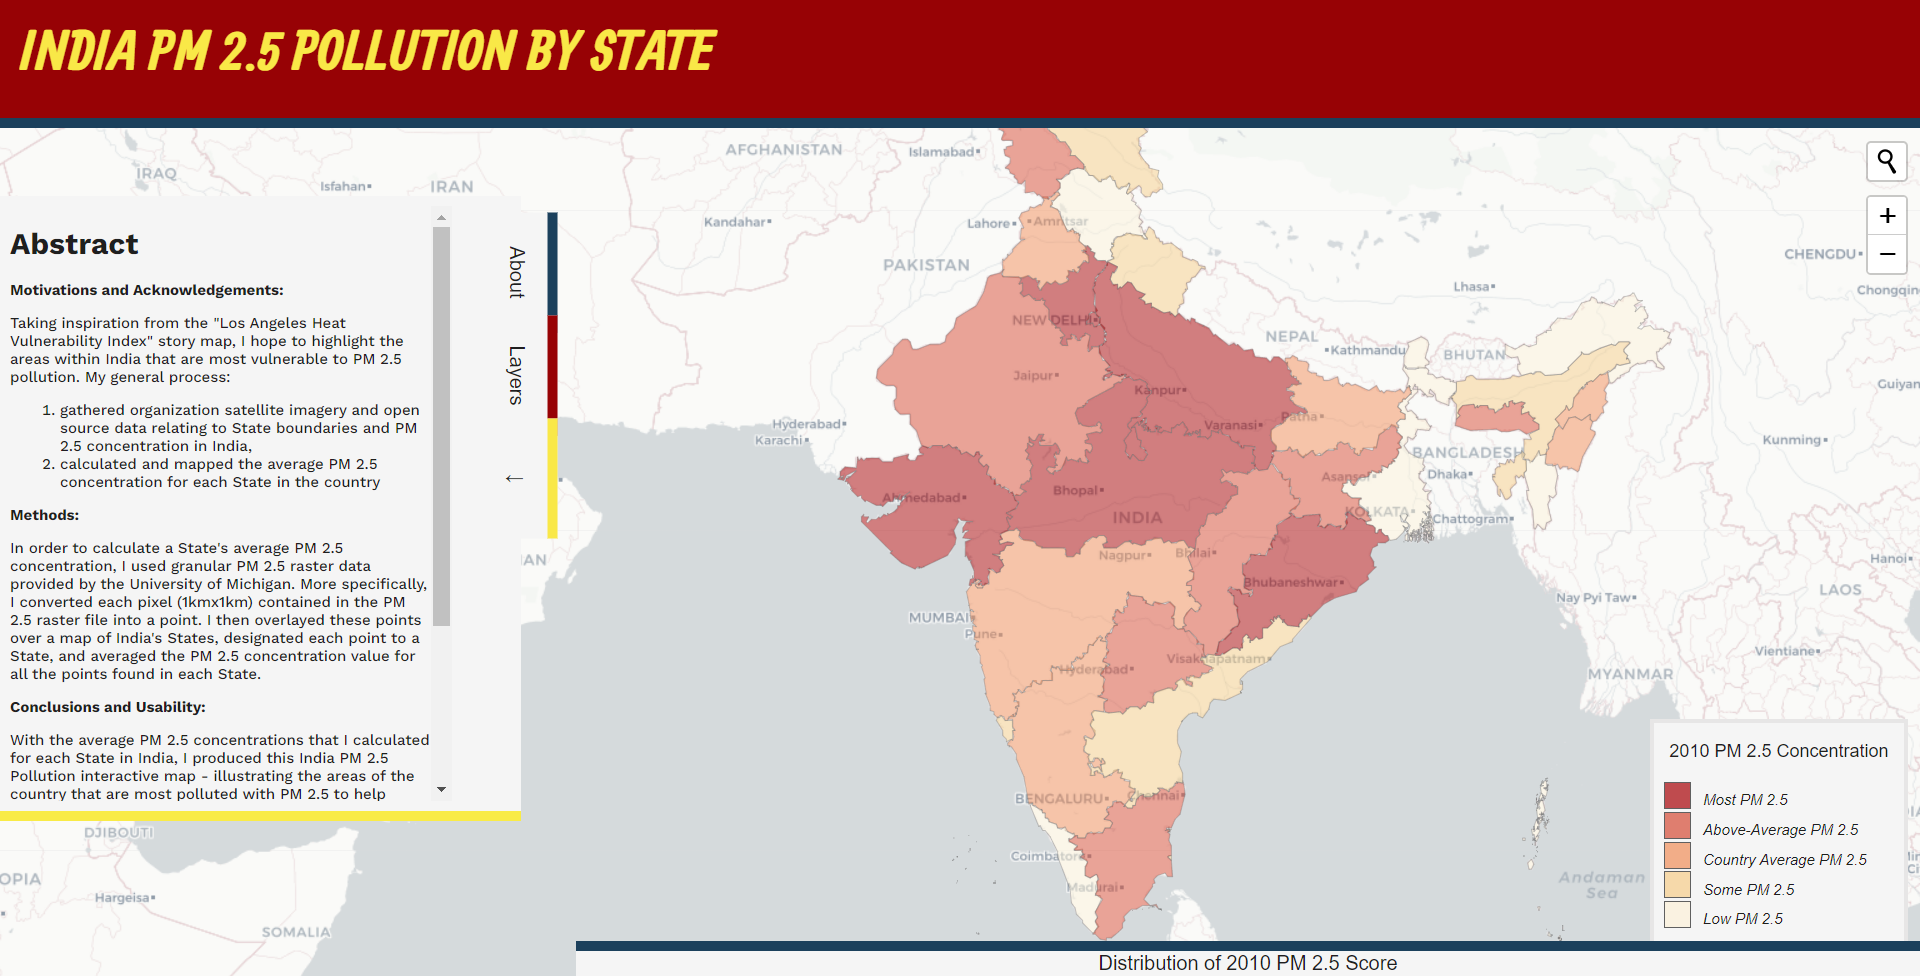 INDIA PM 2.5 POLLUTION BY STATE
Abstract
Motivations and Acknowledgements:
Taking inspiration from the "Los Angeles Heat
Vulnerability Index" story map, I hope to highlight the
areas within India that are most vulnerable to PM 2.5
pollution. My general process:
1. gathered organization satellite imagery and open
source data relating to State boundaries and PM
2.5 concentration in India,
2. calculated and mapped the average PM 2.5
concentration for each State in the country
Methods:
In order to calculate a State's average PM 2.5
concentration, I used granular PM 2.5 raster data
provided by the University of Michigan. More specifically,
I converted each pixel (1kmx1km) contained in the PM
2.5 raster file into a point. I then overlayed these points
over a map of India's States, designated each point to a
State, and averaged the PM 2.5 concentration value for
all the points found in each State.
Conclusions and Usability:
With the average PM 2.5 concentrations that I calculated
for each State in India, I produced this India PM 2.5
Pollution interactive map - illustrating the areas of the
country that are most polluted with PM 2.5 to help
About
Layers
←
+
−
IRAQ
Isfahan
IRAN
AFGHANISTAN
Islamabad
Kandahar
Lahore
Amritsar
PAKISTAN
CHENGDU
Lhasa
Chongqin
NEW DELHI
NEPAL
Kathmandu
BHUTAN
Jaipur
Kanpur
Guiyan
Hyderabad
Karachi
Varanasi
Patna
Kunming
BANGLADESH
Asansol
Dhaka
Ahmedabad
Bhopal
INDIA
KOLKATA
Chattogram
Nagpur
Bhilai
Hanoi
AN
Bhubaneshwar
LAOS
Nay Pyi Taw
MUMBAI
Pune
Hyderabad
Visakhapatnam
Vientiane
MYANMAR
BENGALURU
Chennai
DJIBOUTI
Coimbatore
OPIA
Madurai
Hargeisa
Andaman
Sea
SOMALIA
2010 PM 2.5 Concentration
Most PM 2.5
Above-Average PM 2.5
Country Average PM 2.5
Some PM 2.5
Low PM 2.5
Distribution of 2010 PM 2.5 Score